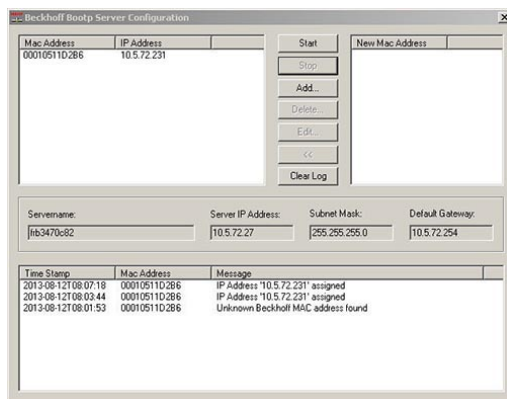 Beckhoff Bootp Server Configuration
Mac Address IP Address
00010511D2B6 10.5.72.231
Start
Stop
Add...
Delete...
Edit...
<<
Clear Log
New Mac Address
Servername: Server IP Address: Subnet Mask: Default Gateway:
frb3470c82 10.5.72.27 255.255.255.0 10.5.72.254
Time Stamp Mac Address Message
2013-08-12T08:07:18 00010511D2B6 IP Address '10.5.72.231' assigned
2013-08-12T08:03:44 00010511D2B6 IP Address '10.5.72.231' assigned
2013-08-12T08:01:53 00010511D2B6 Unknown Beckhoff MAC address found